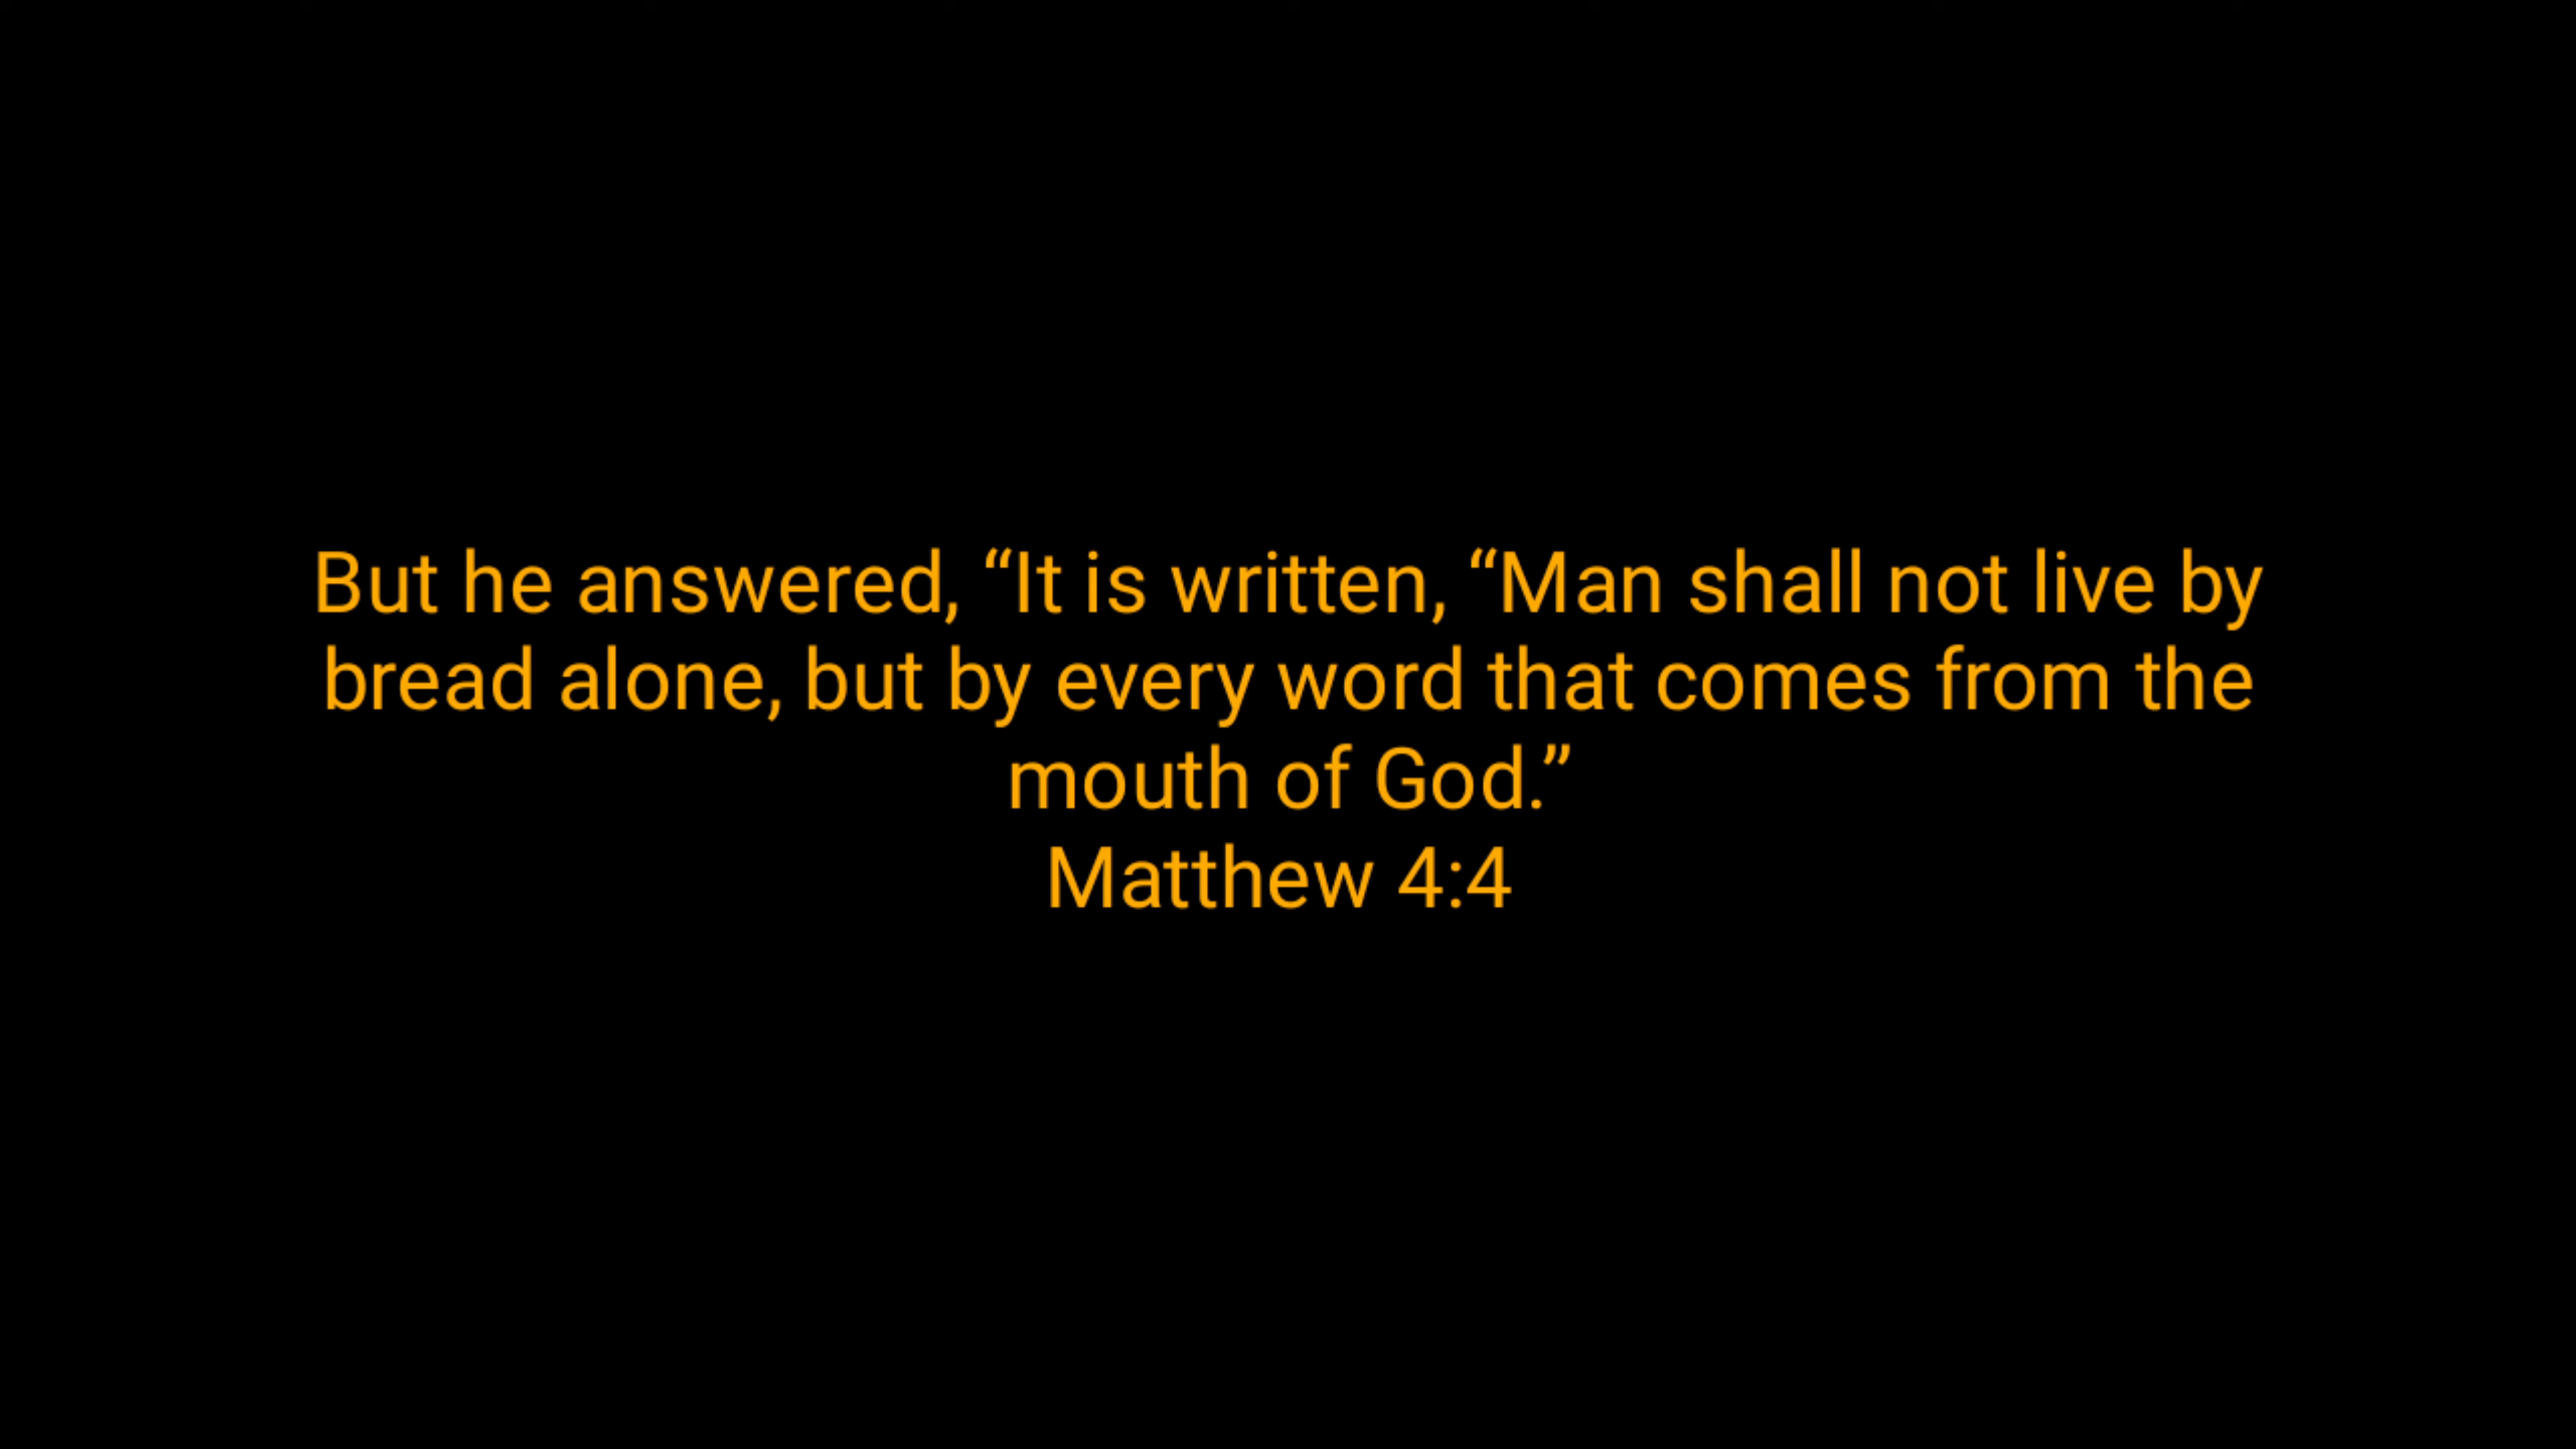 But he answered, “It is written, “Man shall not live by
bread alone, but by every word that comes from the
mouth of God.”
Matthew 4:4